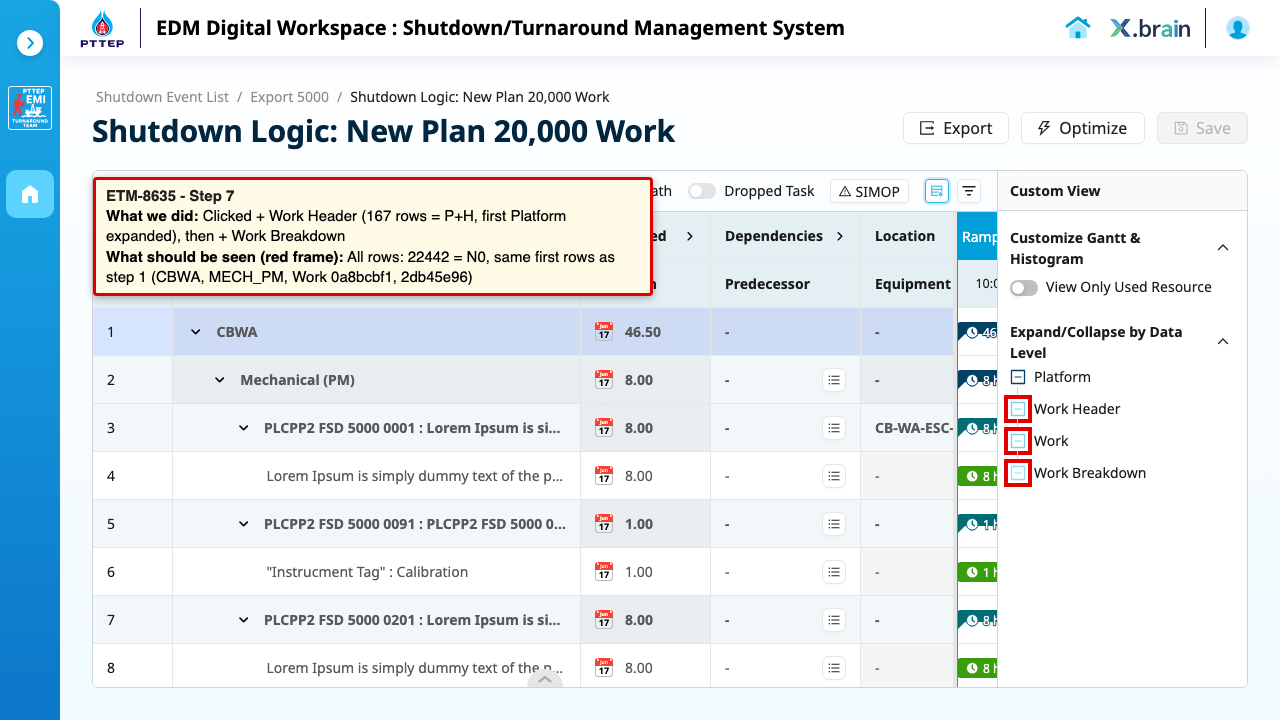 PTTEP
EDM Digital Workspace : Shutdown/Turnaround Management System
X.brain
PTTEP
EMI
TURNAROUND
TEAM
Shutdown Event List / Export 5000 / Shutdown Logic: New Plan 20,000 Work
Shutdown Logic: New Plan 20,000 Work
Export
Optimize
Save
ETM-8635 - Step 7
What we did: Clicked + Work Header (167 rows = P+H, first Platform
expanded), then + Work Breakdown
What should be seen (red frame): All rows: 22442 = N0, same first rows as
step 1 (CBWA, MECH_PM, Work 0a8bcbf1, 2db45e96)
Dropped Task
SIMOP
Dependencies
Location
Predecessor
Equipment
1 CBWA 46.50 - -
2 Mechanical (PM) 8.00 - - 8 h
3 PLCPP2 FSD 5000 0001 : Lorem Ipsum is si... 8.00 - CB-WA-ESC- 8 h
4 Lorem Ipsum is simply dummy text of the p... 8.00 - - 8 h
5 PLCPP2 FSD 5000 0091 : PLCPP2 FSD 5000 0... 1.00 - - 1 h
6 "Instrucment Tag" : Calibration 1.00 - - 1 h
7 PLCPP2 FSD 5000 0201 : Lorem Ipsum is si... 8.00 - - 8 h
8 Lorem Ipsum is simply dummy text of the p... 8.00 - - 8 h
Custom View
Customize Gantt &
Histogram
View Only Used Resource
Expand/Collapse by Data
Level
Platform
Work Header
Work
Work Breakdown